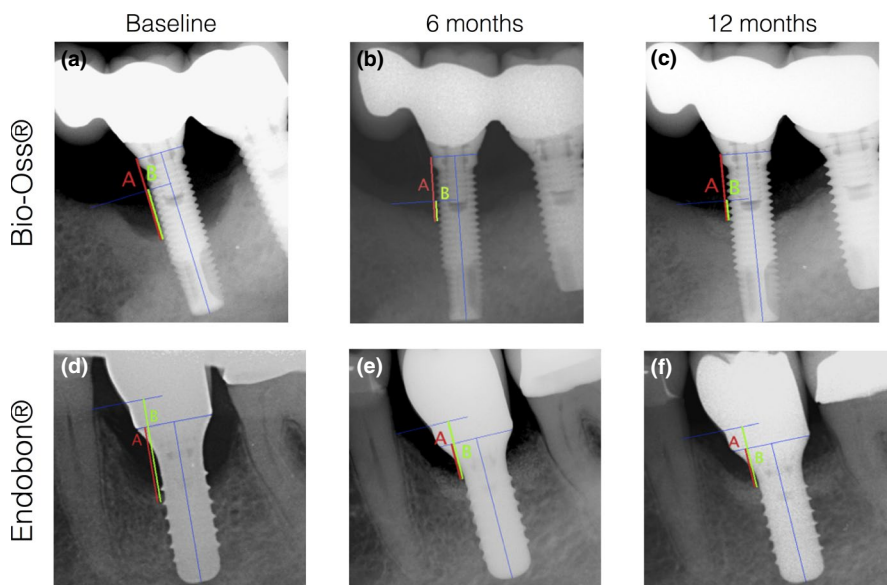 Baseline 6 months 12 months
Bio-Oss®
(a) (b) (c)
A B
A B
A B
Endobon®
(d) (e) (f)
B A
A B
A B